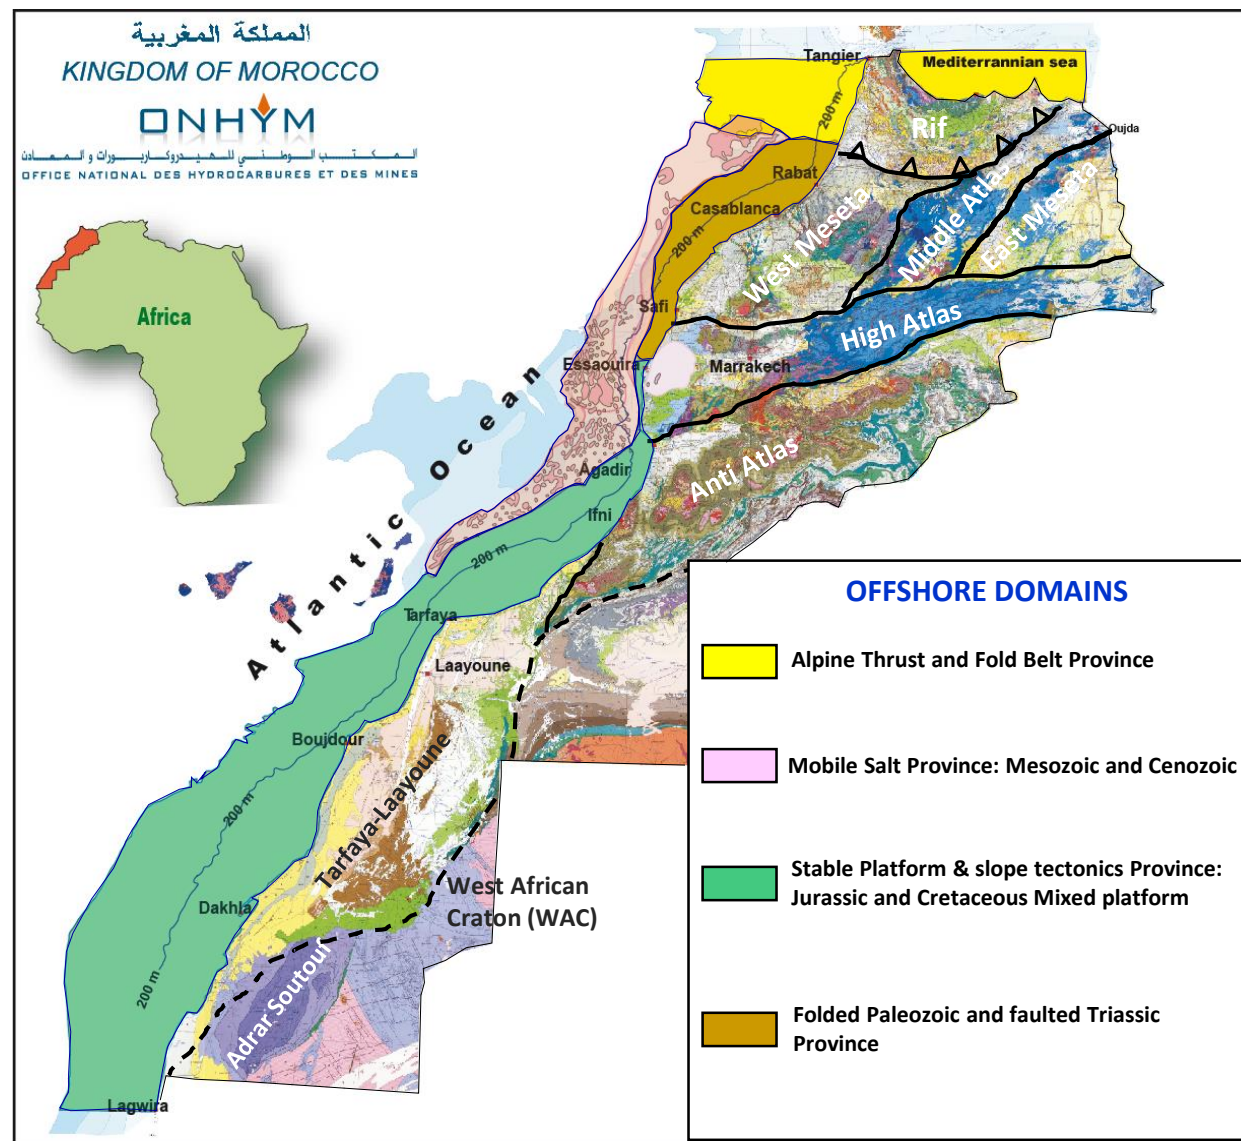 المملكة المغربية
KINGDOM OF MOROCCO
ONHYM
المكتب الوطني للهيدروكاربورات و المعادن
OFFICE NATIONAL DES HYDROCARBURES ET DES MINES
Africa
Tangier
Mediterrannian sea
200 m
Rif
Oujda
Rabat
Casablanca
200 m
West Meseta
Middle Atlas
East Meseta
Safi
High Atlas
Essaouira
Marrakech
Atlantic Ocean
Agadir
Anti Atlas
Ifni
200 m
Tarfaya
Laayoune
Boujdour
Tarfaya-Laayoune
200 m
West African
Craton (WAC)
Dakhla
200 m
Adrar Soutouf
Lagwira
OFFSHORE DOMAINS
Alpine Thrust and Fold Belt Province
Mobile Salt Province: Mesozoic and Cenozoic
Stable Platform & slope tectonics Province:
Jurassic and Cretaceous Mixed platform
Folded Paleozoic and faulted Triassic
Province